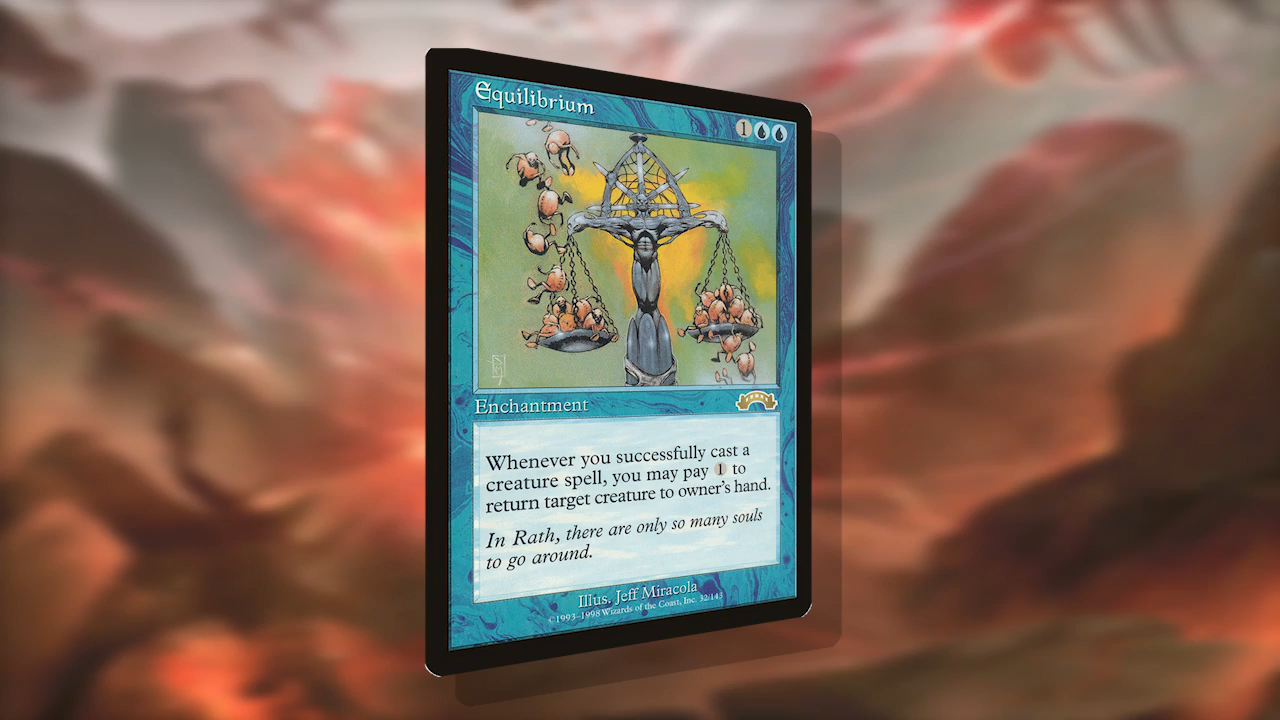 Equilibrium
1
Enchantment
Whenever you successfully cast a
creature spell, you may pay 1 to
return target creature to owner's hand.
In Rath, there are only so many souls
to go around.
Illus. Jeff Miracola
©1993–1998 Wizards of the Coast, Inc. 32/143